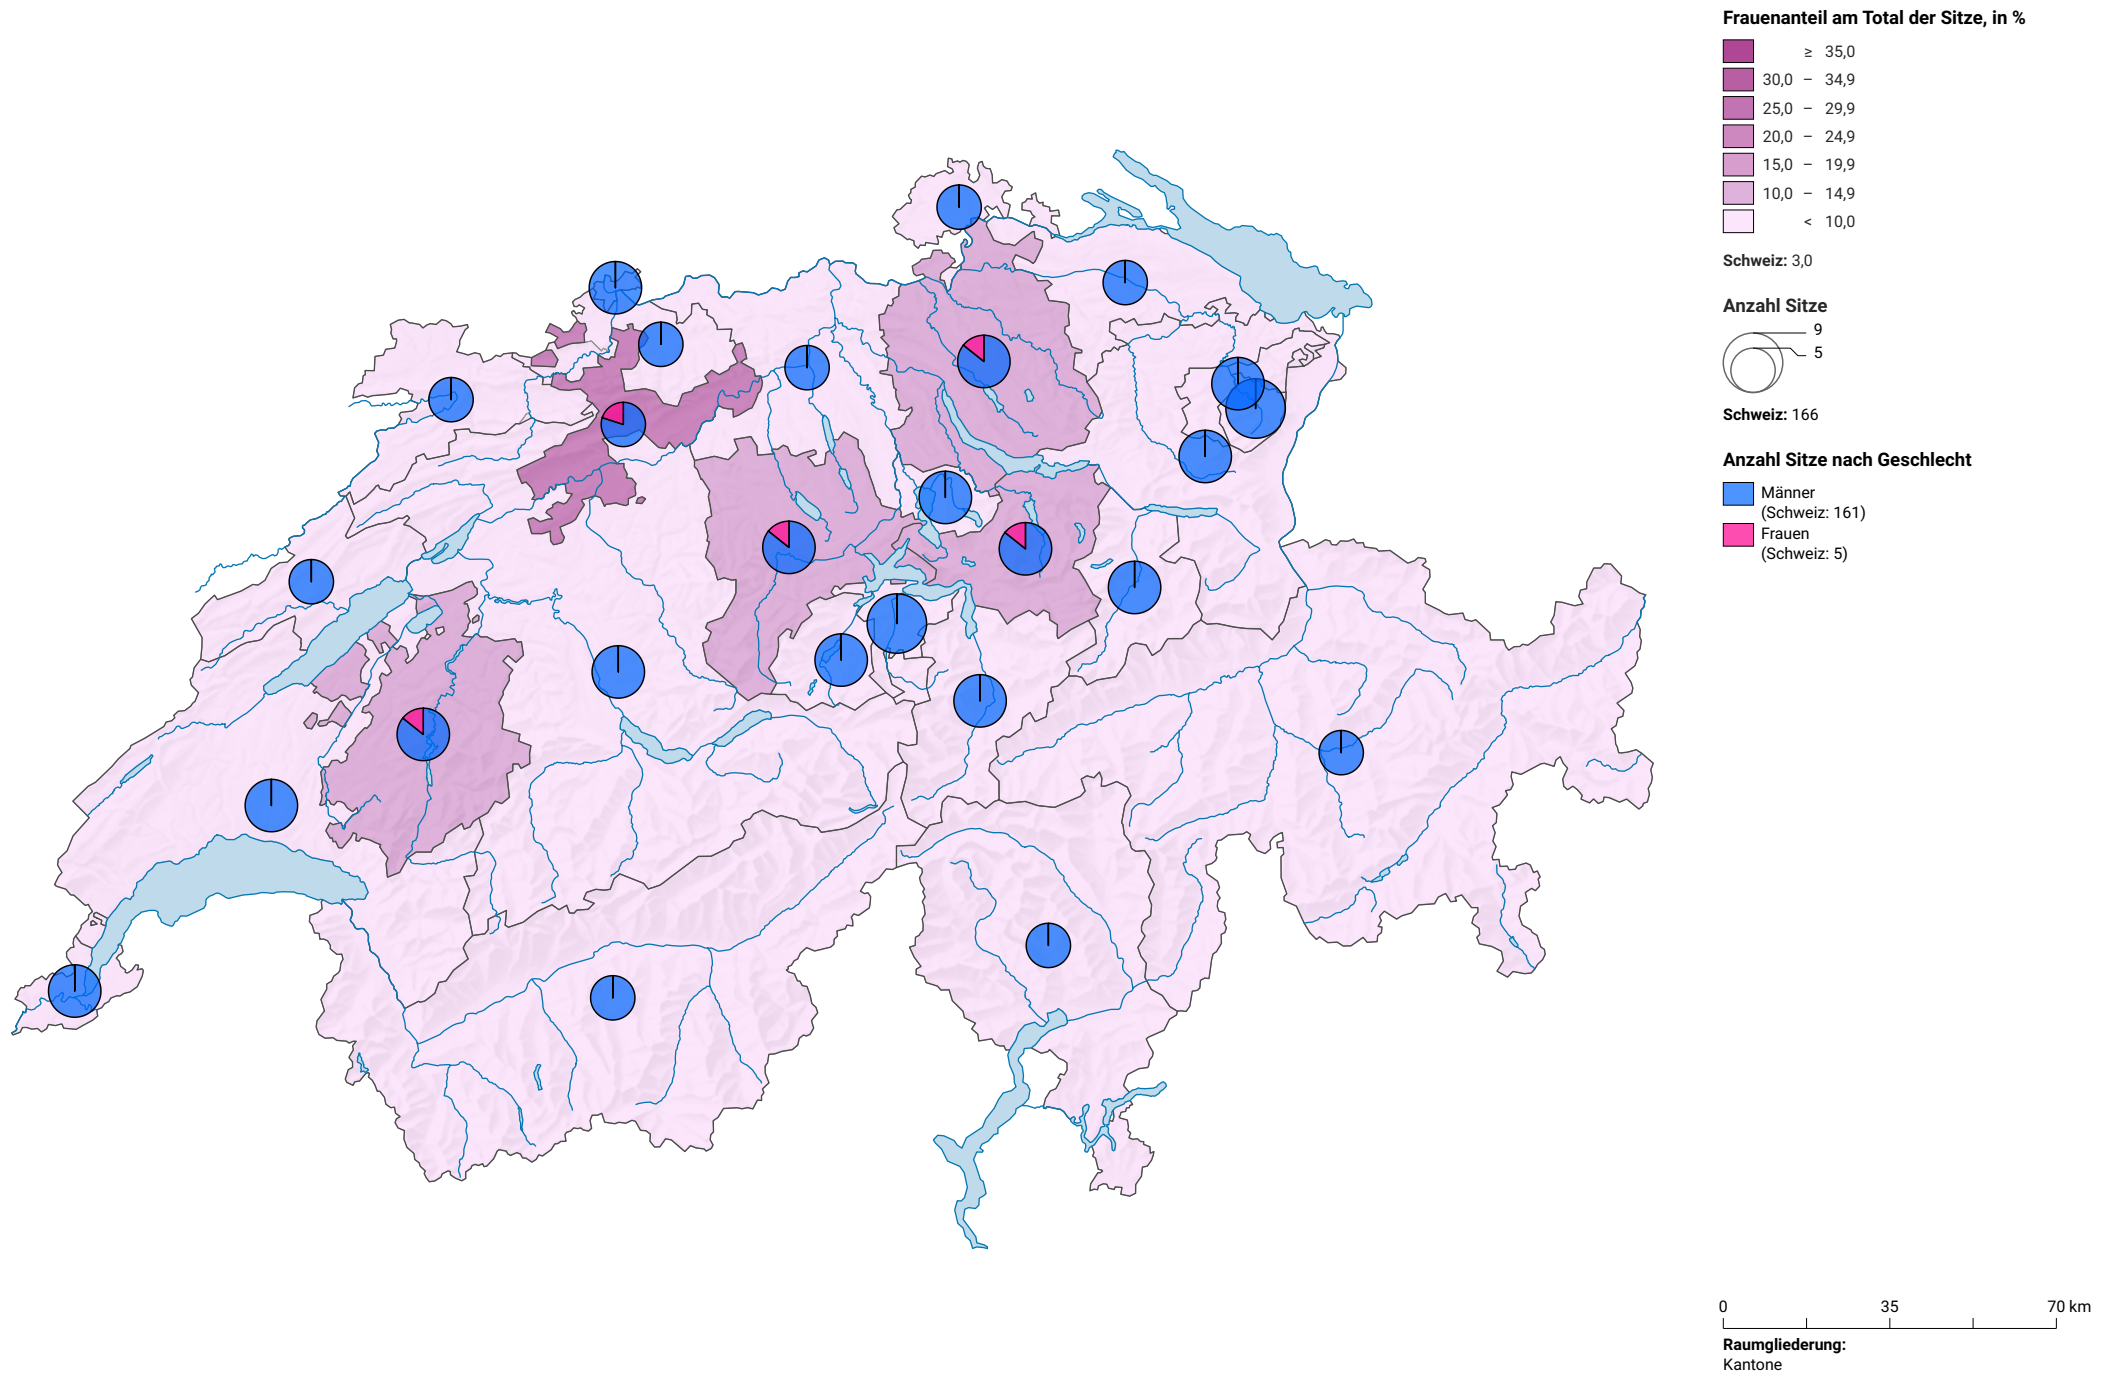 Frauenanteil am Total der Sitze, in %
≥ 35,0
30,0 – 34,9
25,0 – 29,9
20,0 – 24,9
15,0 – 19,9
10,0 – 14,9
< 10,0
Schweiz: 3,0
Anzahl Sitze
9
5
Schweiz: 166
Anzahl Sitze nach Geschlecht
Männer
(Schweiz: 161)
Frauen
(Schweiz: 5)
0 35 70 km
Raumgliederung:
Kantone